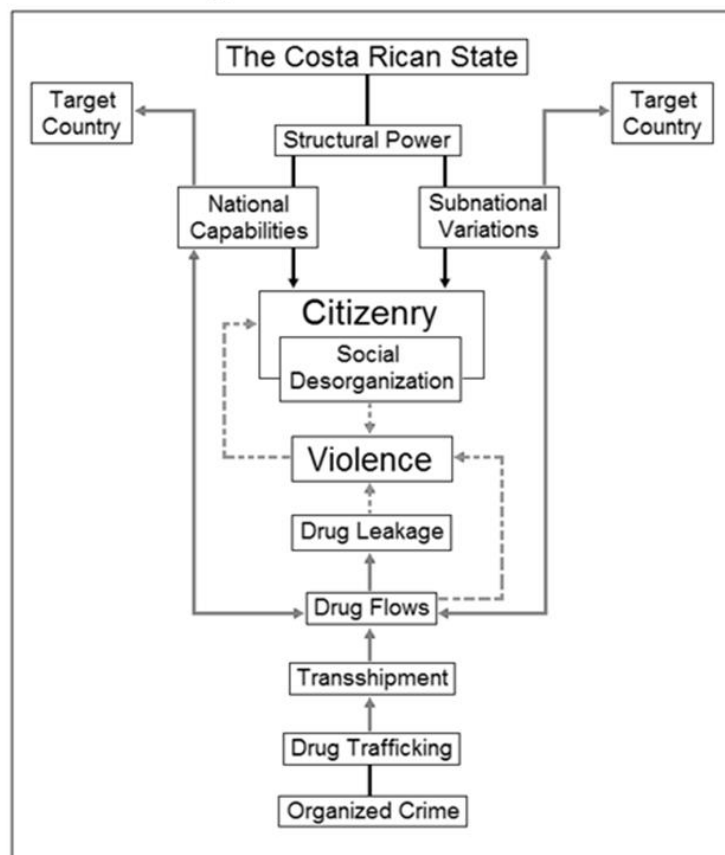 The Costa Rican State
Target
Country
Target
Country
Structural Power
National
Capabilities
Subnational
Variations
Citizenry
Social
Desorganization
Violence
Drug Leakage
Drug Flows
Transshipment
Drug Trafficking
Organized Crime